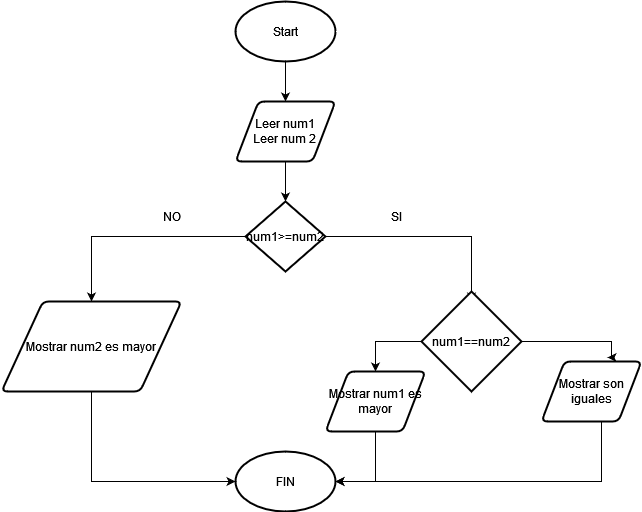 Start
Leer num1
Leer num 2
NO
SI
num1>=num2
Mostrar num2 es mayor
num1==num2
Mostrar num1 es
mayor
Mostrar son
iguales
FIN